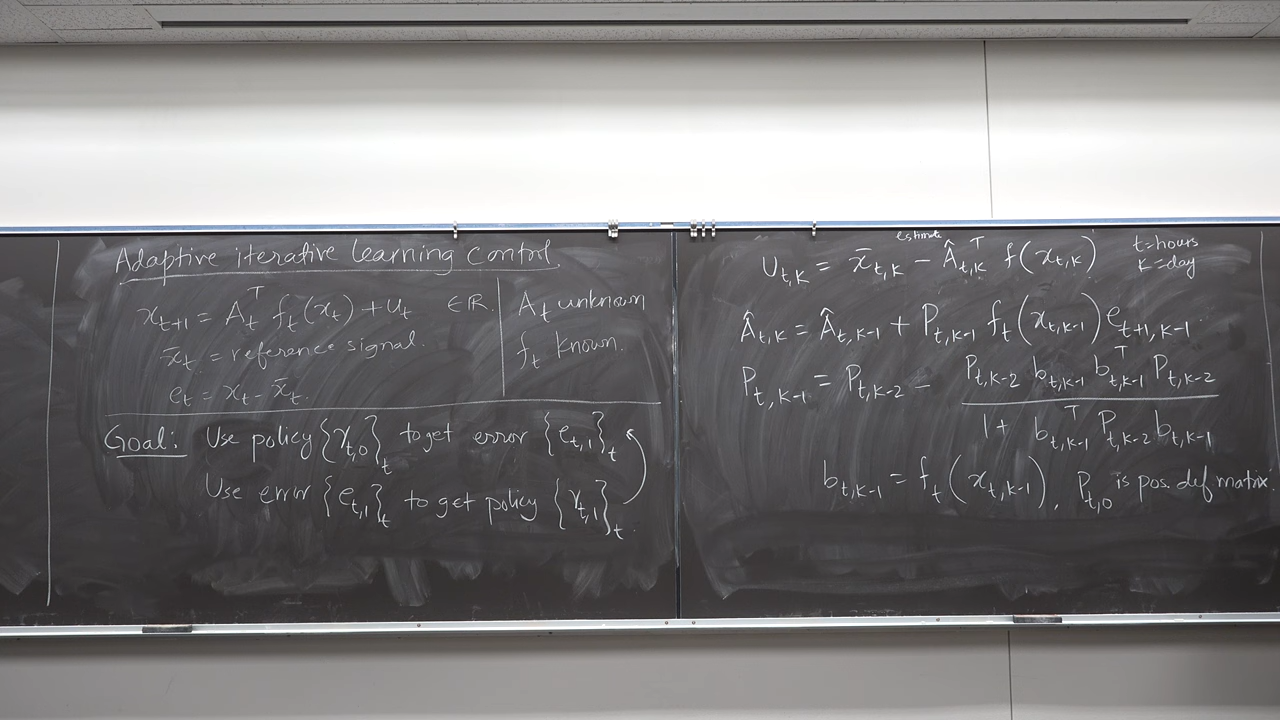 Adaptive iterative learning control.
x_{t+1} = A_t^T f_t(x_t) + u_t ∈ ℝ.
x̄_t = reference signal.
e_t = x_t - x̄_t.
A_t unknown
f_t known.
Goal: Use policy {γ_{t,0}}_t to get error {e_{t,1}}_t
Use error {e_{t,1}}_t to get policy {γ_{t,1}}_t.
estimate
U_{t,k} = x̄_{t,k} - Â_{t,k}^T f(x_{t,k})
t=hours
k=day
Â_{t,k} = Â_{t,k-1} + P_{t,k-1} f_t(x_{t,k-1}) e_{t+1,k-1}.
P_{t,k-1} = P_{t,k-2} - \frac{P_{t,k-2} b_{t,k-1} b_{t,k-1}^T P_{t,k-2}}{1 + b_{t,k-1}^T P_{t,k-2} b_{t,k-1}}
b_{t,k-1} = f_t(x_{t,k-1}), P_{t,0} is pos. def matrix.